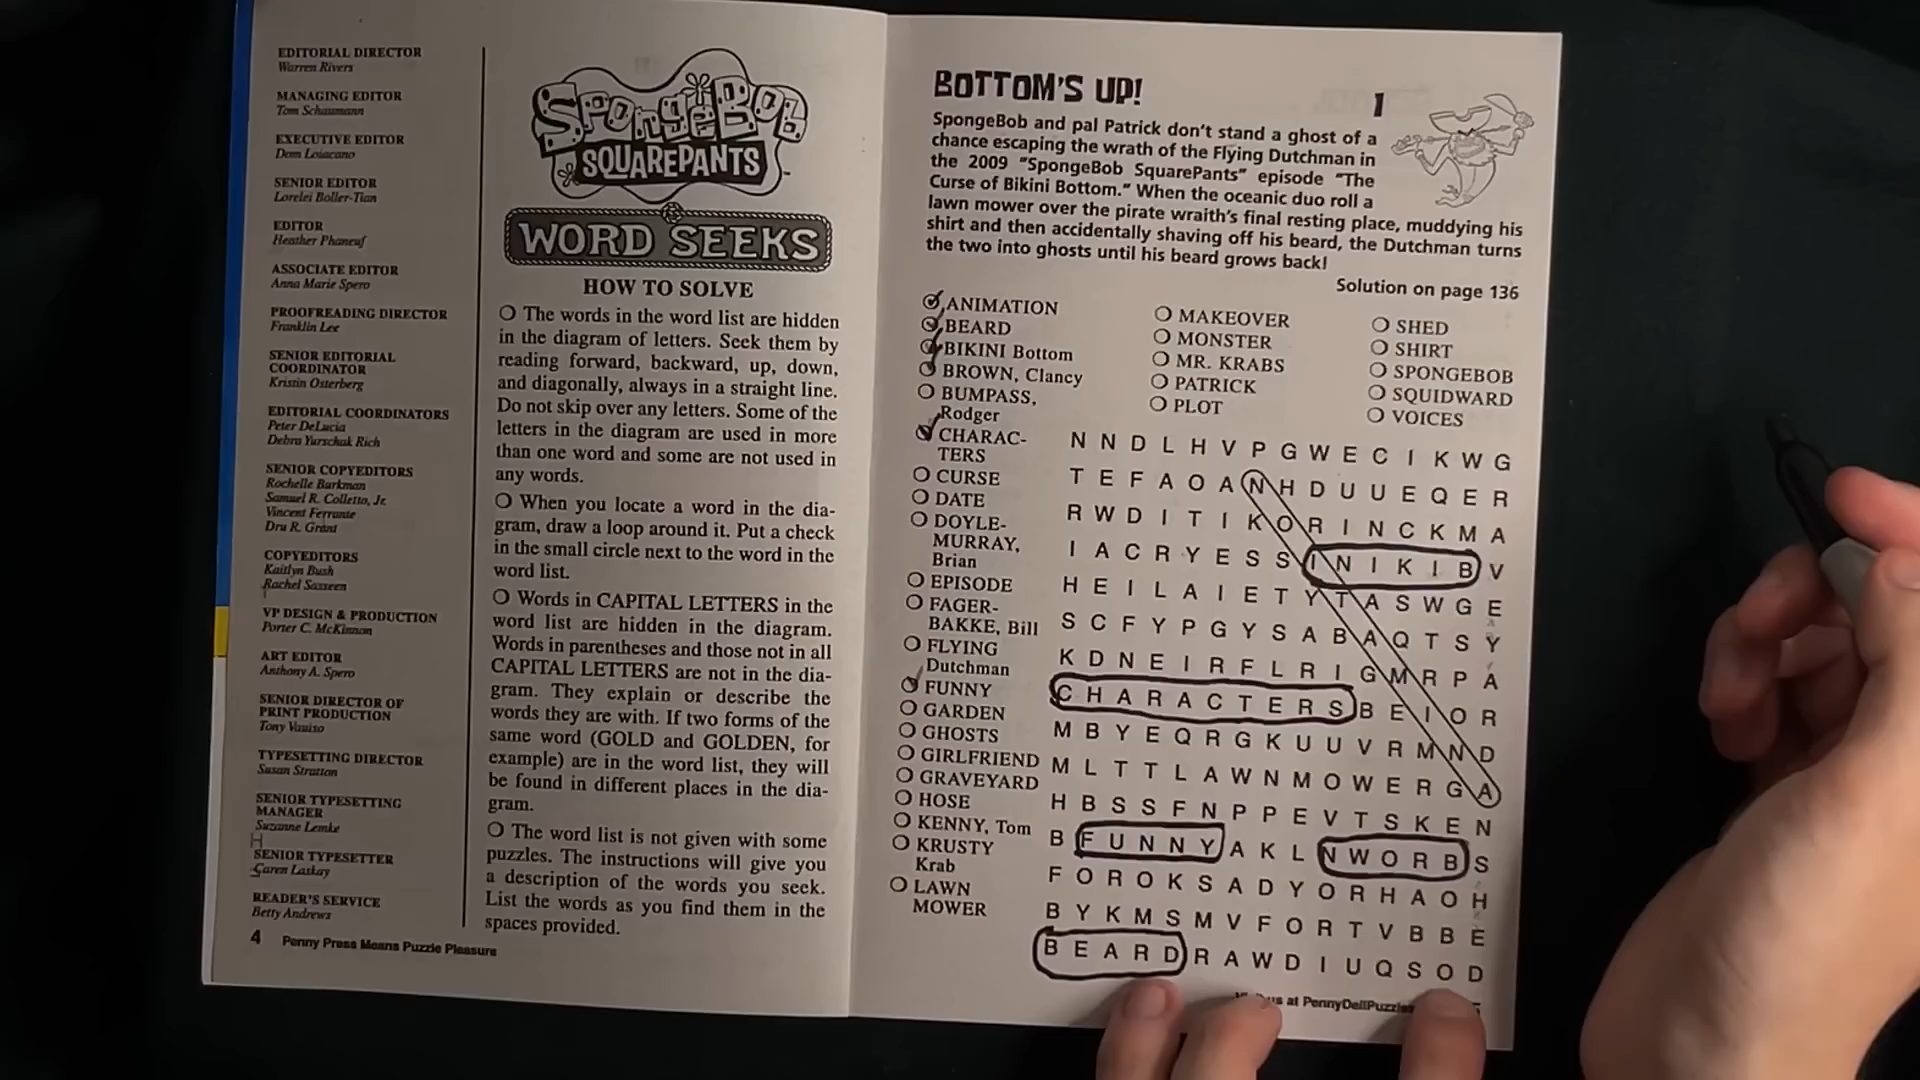 EDITORIAL DIRECTOR
Warren Rivers
MANAGING EDITOR
Tom Schaumann
EXECUTIVE EDITOR
Dom Loiacano
SENIOR EDITOR
Lorelei Boller-Tian
EDITOR
Heather Phaneuf
ASSOCIATE EDITOR
Anna Marie Spero
PROOFREADING DIRECTOR
Franklin Lee
SENIOR EDITORIAL
COORDINATOR
Kristin Osterberg
EDITORIAL COORDINATORS
Peter DeLucia
Debra Yurschak Rich
SENIOR COPYEDITORS
Rochelle Burkman
Samuel R. Colletto, Jr.
Vincent Ferrante
Dru R. Grant
COPYEDITORS
Kaitlyn Bush
Rachel Sasseen
VP DESIGN & PRODUCTION
Porter C. McKinnon
ART EDITOR
Anthony A. Spero
SENIOR DIRECTOR OF
PRINT PRODUCTION
Tony Vauiso
TYPESETTING DIRECTOR
Susan Stratton
SENIOR TYPESETTING
MANAGER
Suzanne Lemke
H
SENIOR TYPESETTER
Caren Laskay
READER'S SERVICE
Betty Andrews
4 Penny Press Means Puzzle Pleasure
SPONGEBOB
SQUAREPANTS
WORD SEEKS
HOW TO SOLVE
The words in the word list are hidden
in the diagram of letters. Seek them by
reading forward, backward, up, down,
and diagonally, always in a straight line.
Do not skip over any letters. Some of the
letters in the diagram are used in more
than one word and some are not used in
any words.
When you locate a word in the dia-
gram, draw a loop around it. Put a check
in the small circle next to the word in the
word list.
Words in CAPITAL LETTERS in the
word list are hidden in the diagram.
Words in parentheses and those not in all
CAPITAL LETTERS are not in the dia-
gram. They explain or describe the
words they are with. If two forms of the
same word (GOLD and GOLDEN, for
example) are in the word list, they will
be found in different places in the dia-
gram.
The word list is not given with some
puzzles. The instructions will give you
a description of the words you seek.
List the words as you find them in the
spaces provided.
BOTTOM'S UP!
1
SpongeBob and pal Patrick don't stand a ghost of a
chance escaping the wrath of the Flying Dutchman in
the 2009 "SpongeBob SquarePants" episode "The
Curse of Bikini Bottom." When the oceanic duo roll a
lawn mower over the pirate wraith's final resting place, muddying his
shirt and then accidentally shaving off his beard, the Dutchman turns
the two into ghosts until his beard grows back!
Solution on page 136
ANIMATION
BEARD
BIKINI Bottom
BROWN, Clancy
BUMPASS,
Rodger
CHARAC-
TERS
CURSE
DATE
DOYLE-
MURRAY,
Brian
EPISODE
FAGER-
BAKKE, Bill
FLYING
Dutchman
FUNNY
GARDEN
GHOSTS
GIRLFRIEND
GRAVEYARD
HOSE
KENNY, Tom
KRUSTY
Krab
LAWN
MOWER
MAKEOVER
MONSTER
MR. KRABS
PATRICK
PLOT
SHED
SHIRT
SPONGEBOB
SQUIDWARD
VOICES
N N D L H V P G W E C I K W G
T E F A O A N H D U U E Q E R
R W D I T I K O R I N C K M A
I A C R Y E S S I N I K I B V
H E I L A I E T Y T A S W G E
S C F Y P G Y S A B A Q T S Y
K D N E I R F L R I G M R P A
C H A R A C T E R S B E I O R
M B Y E Q R G K U U V R M N D
M L T T L A W N M O W E R G A
H B S S F N P P E V T S K E N
B F U N N Y A K L N W O R B S
F O R O K S A D Y O R H A O H
B Y K M S M V F O R T V B B E
B E A R D R A W D I U Q S O D
us at PennyDellPuzzles